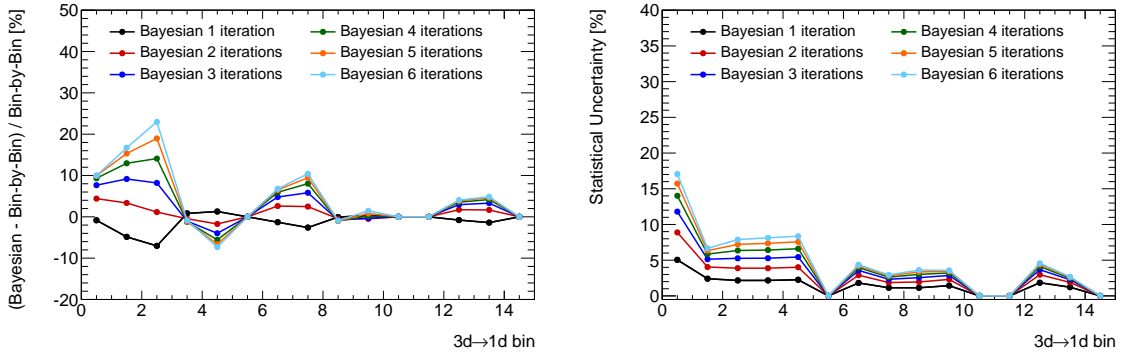 (Bayesian - Bin-by-Bin) / Bin-by-Bin [%]
50
40
30
20
10
0
-10
-20
Bayesian 1 iteration
Bayesian 2 iterations
Bayesian 3 iterations
Bayesian 4 iterations
Bayesian 5 iterations
Bayesian 6 iterations
0 2 4 6 8 10 12 14
3d→1d bin
Statistical Uncertainty [%]
40
35
30
25
20
15
10
5
0
Bayesian 1 iteration
Bayesian 2 iterations
Bayesian 3 iterations
Bayesian 4 iterations
Bayesian 5 iterations
Bayesian 6 iterations
0 2 4 6 8 10 12 14
3d→1d bin